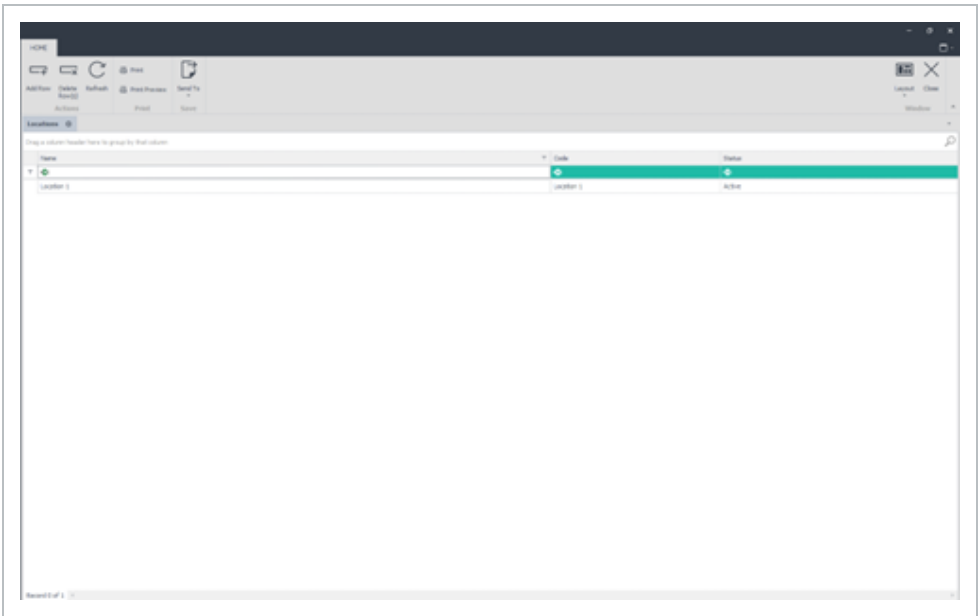 HOME
Add Row
Delete Row(s)
Refresh
Print
Print Preview
Send To
Layout
Close
Actions
Print
Save
Window
Locations
Drag a column header here to group by that column
Name
Code
Status
Location 1
Location 1
Active
Record 0 of 1